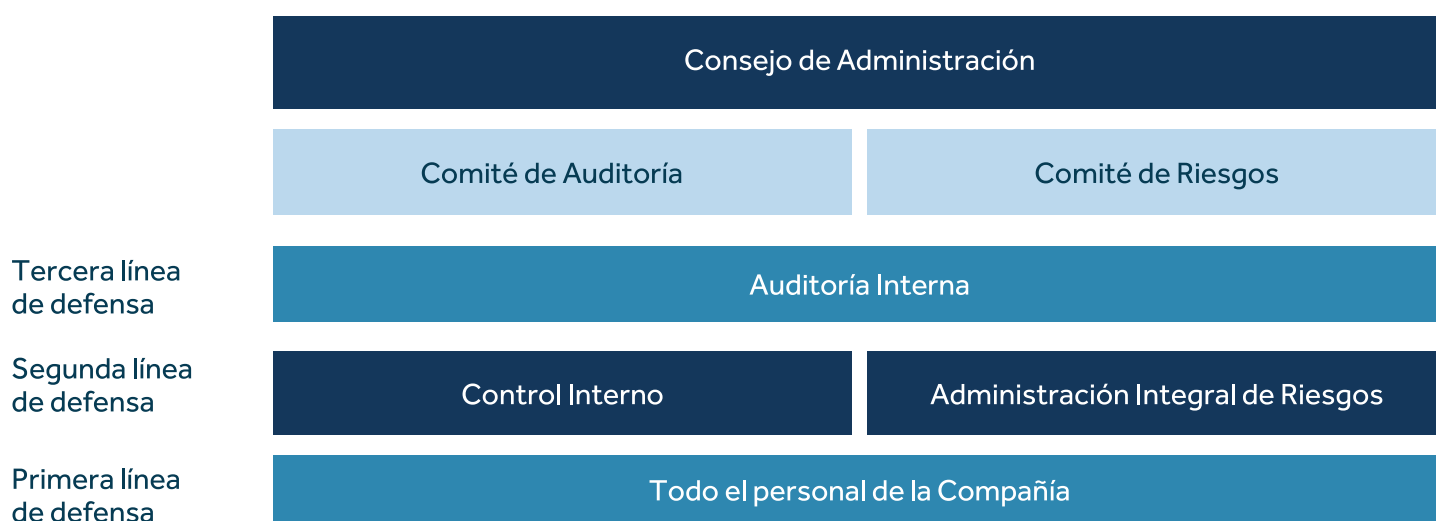 Consejo de Administración
Comité de Auditoría
Comité de Riesgos
Tercera línea
de defensa
Auditoría Interna
Segunda línea
de defensa
Control Interno
Administración Integral de Riesgos
Primera línea
de defensa
Todo el personal de la Compañía